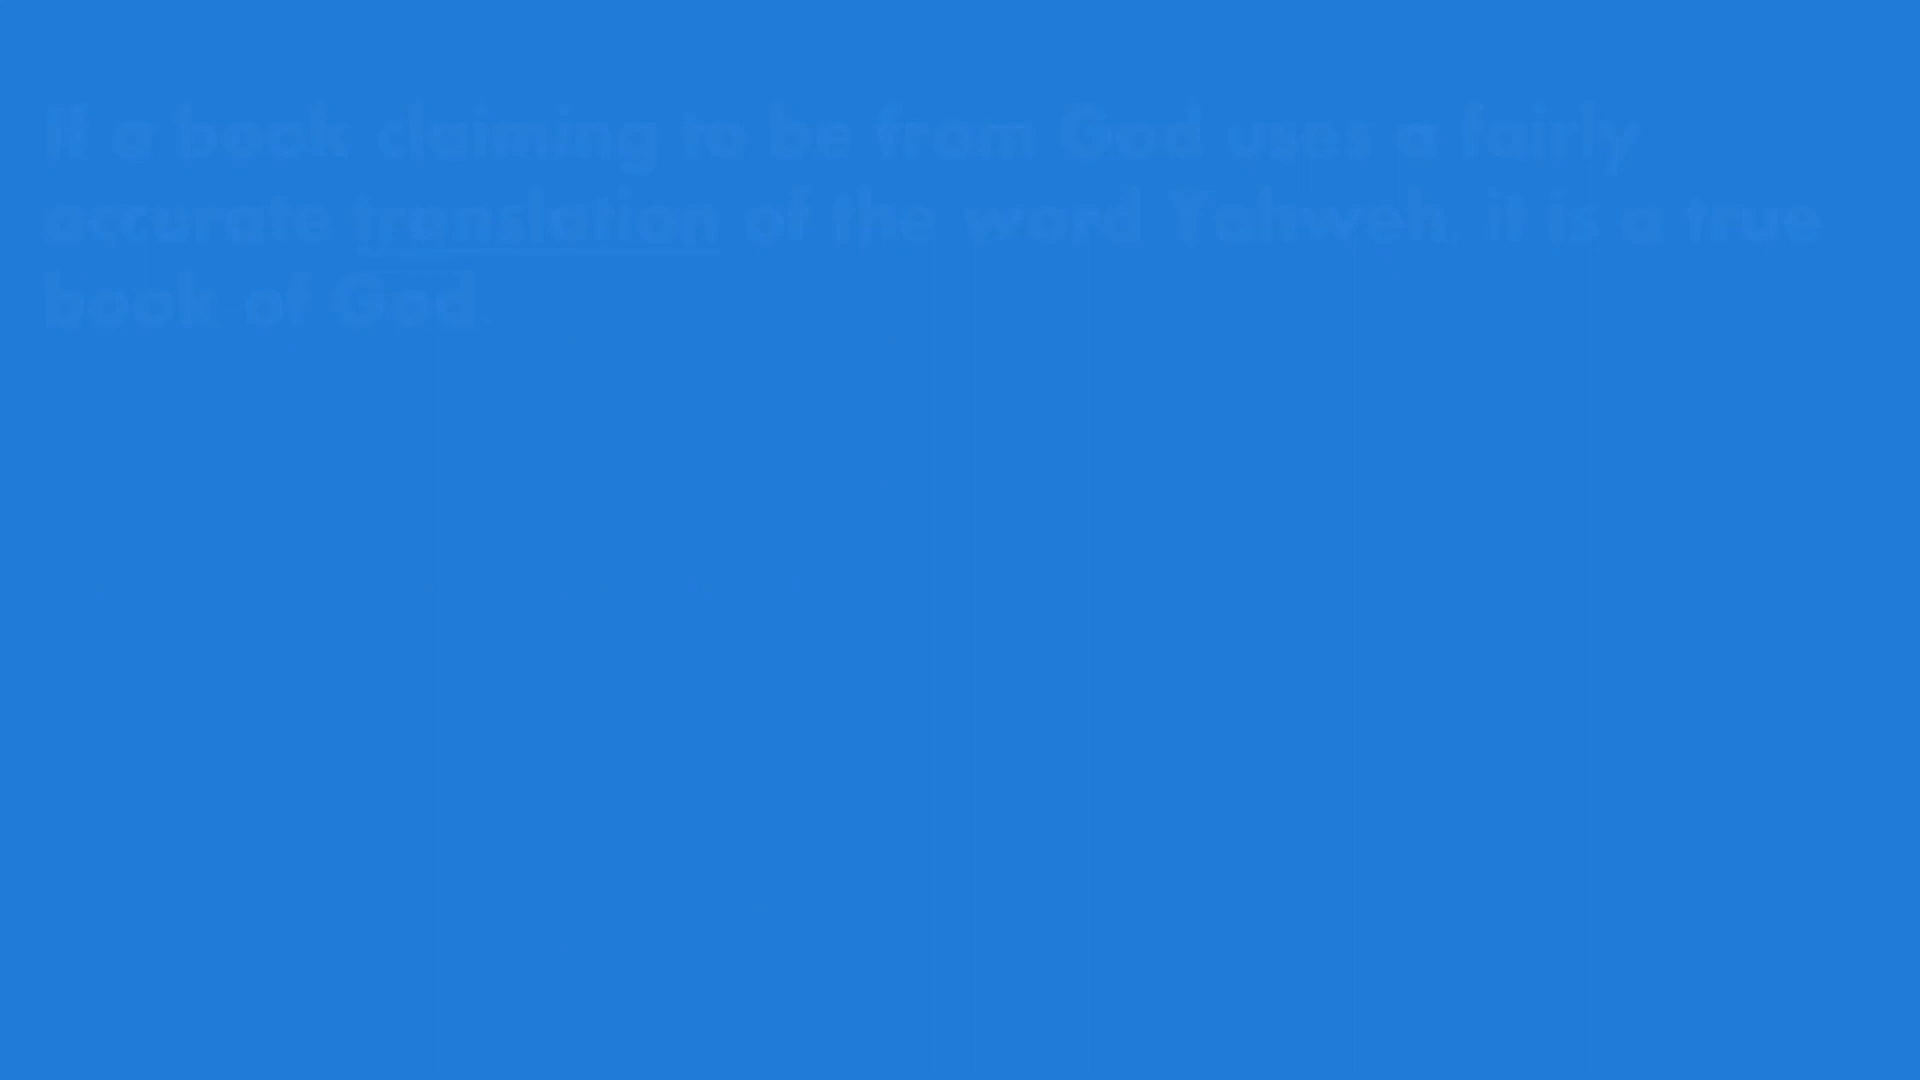 If a book claiming to be from God uses a fairly
accurate translation of the word Yahweh, it is a true
book of God.